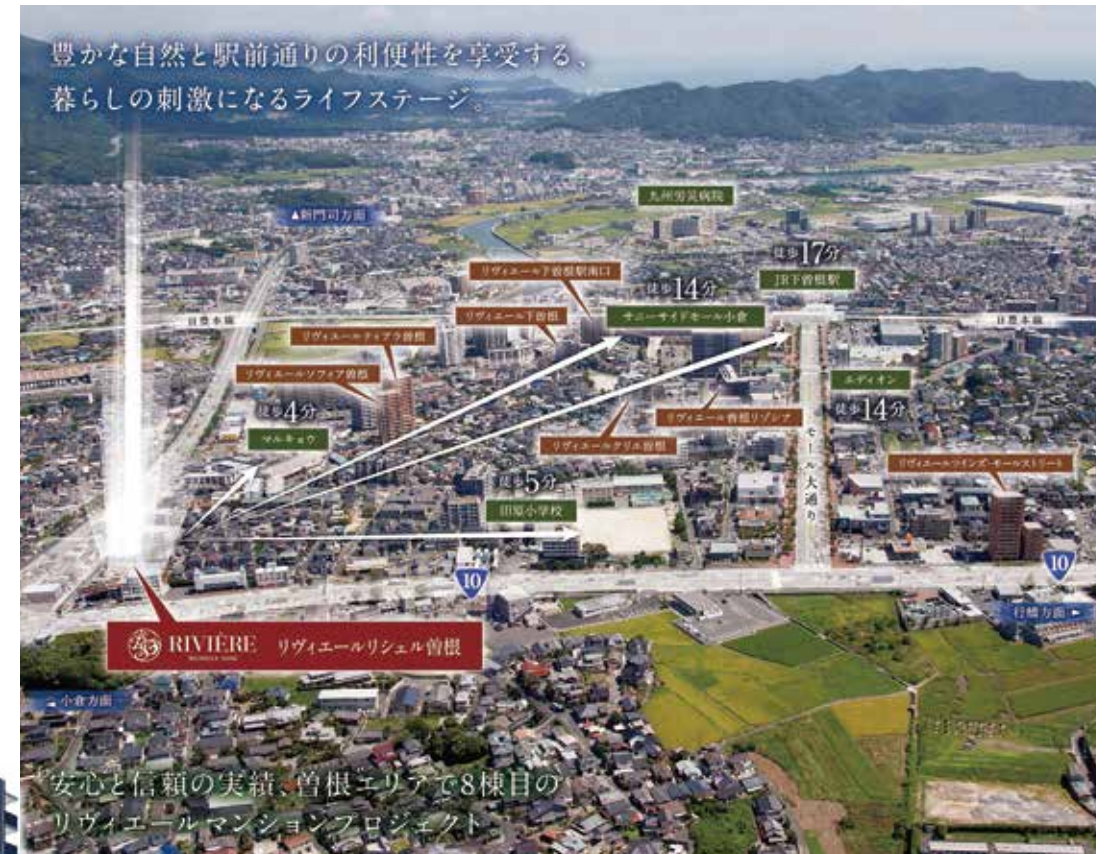 豊かな自然と駅前通りの利便性を享受する、
暮らしの刺激になるライフステージ。
九州労災病院
▲新門司方面
徒歩17分
JR下曽根駅
リヴィエール下曽根駅南口
徒歩14分
サニーサイドモール小倉
リヴィエール下曽根
日豊本線
日豊本線
リヴィエールティアラ曽根
リヴィエールソフィア曽根
エディオン
徒歩14分
徒歩4分
マルキョウ
リヴィエール曽根リゾシア
リヴィエールクリエ曽根
モール大通り
リヴィエールツインズ・モールストリート
徒歩5分
田原小学校
10
10
行橋方面 ►
RIVIÈRE リヴィエールリシェル曽根
小倉方面
安心と信頼の実績、曽根エリアで8棟目の
リヴィエールマンションプロジェクト